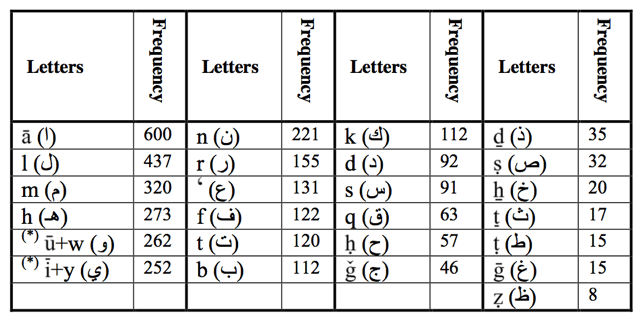 Letters Frequency Letters Frequency Letters Frequency Letters Frequency
ā (ا) 600 n (ن) 221 k (ك) 112 ḏ (ذ) 35
l (ل) 437 r (ر) 155 d (د) 92 ṣ (ص) 32
m (م) 320 ‘ (ع) 131 s (س) 91 ẖ (خ) 20
h (هـ) 273 f (ف) 122 q (ق) 63 ṯ (ث) 17
(*) ū+w (و) 262 t (ت) 120 ḥ (ح) 57 ṭ (ط) 15
(*) ī+y (ي) 252 b (ب) 112 ǧ (ج) 46 ḡ (غ) 15
ẓ (ظ) 8